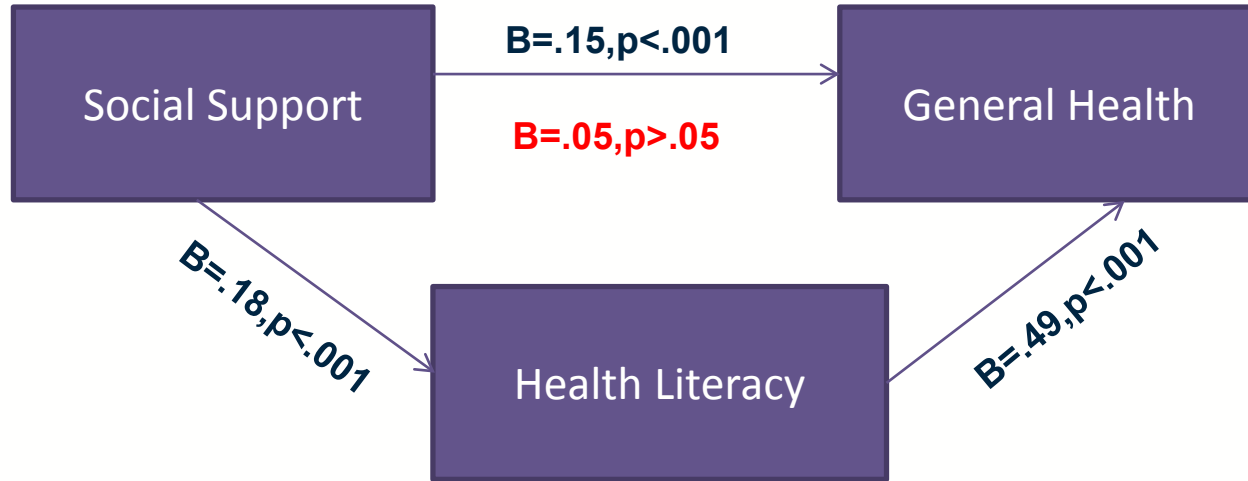 B=.15,p<.001
Social Support
General Health
B=.05,p>.05
B=.18,p<.001
B=.49,p<.001
Health Literacy